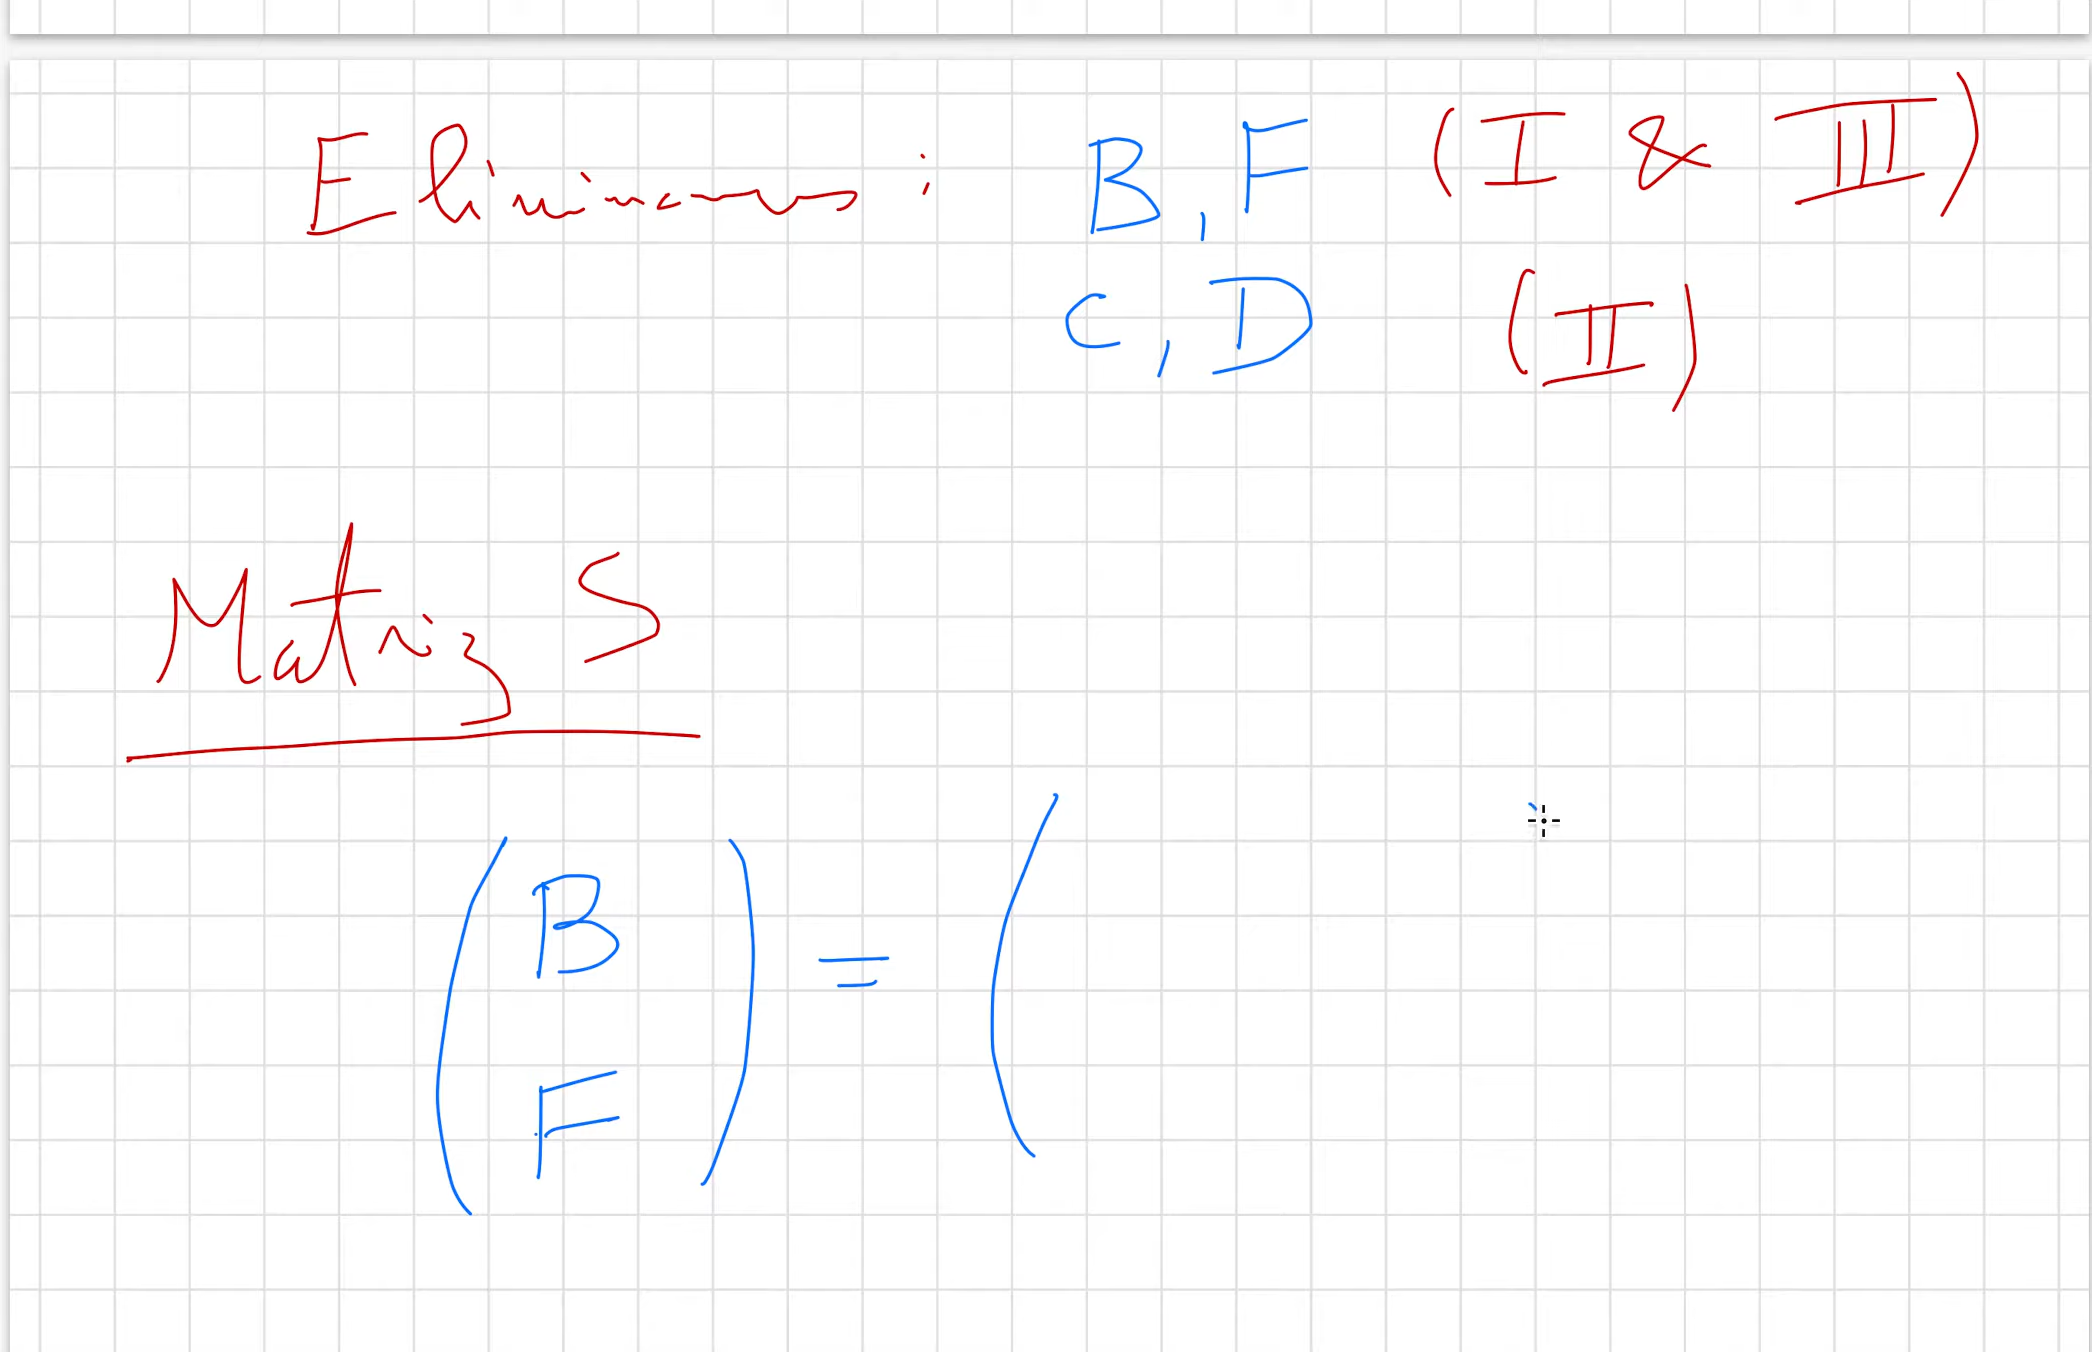 Eliminamos: B, F (I & III)
C, D (II)
Matriz S
( B ) = (
F